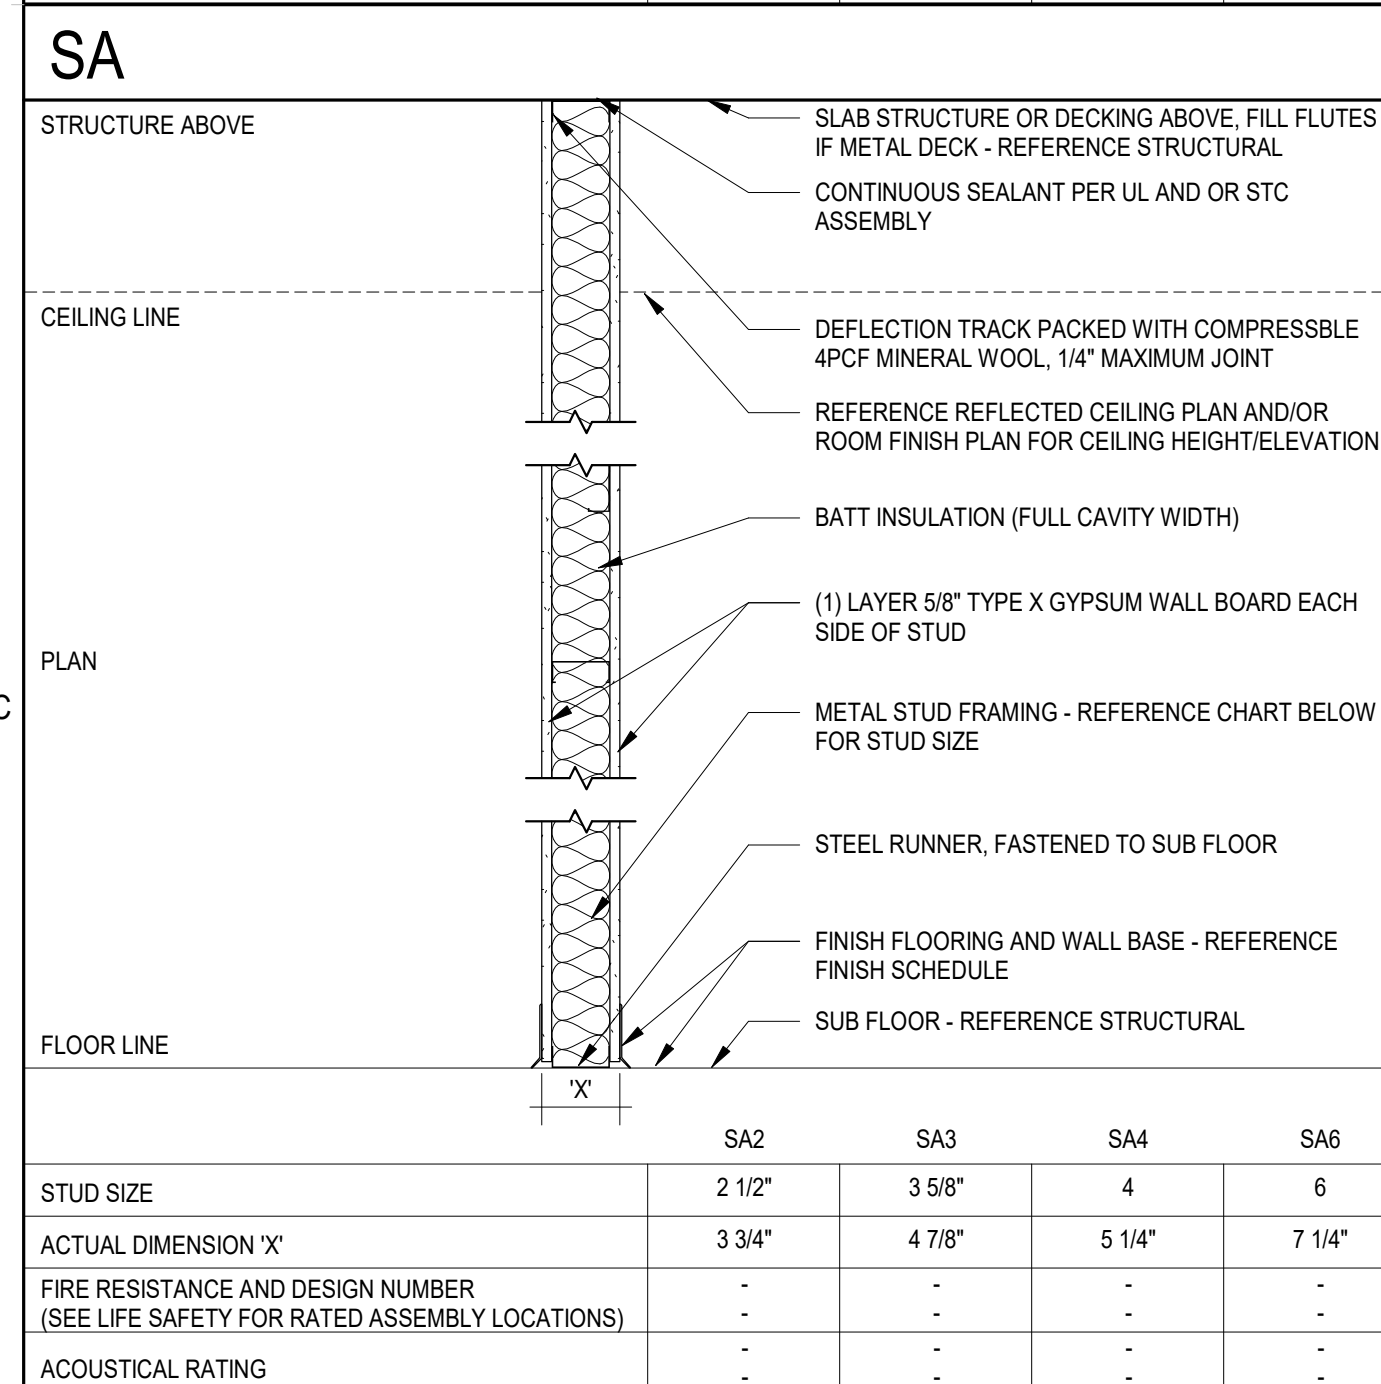 SA
STRUCTURE ABOVE
SLAB STRUCTURE OR DECKING ABOVE, FILL FLUTES
IF METAL DECK - REFERENCE STRUCTURAL
CONTINUOUS SEALANT PER UL AND OR STC
ASSEMBLY
CEILING LINE
DEFLECTION TRACK PACKED WITH COMPRESSBLE
4PCF MINERAL WOOL, 1/4" MAXIMUM JOINT
REFERENCE REFLECTED CEILING PLAN AND/OR
ROOM FINISH PLAN FOR CEILING HEIGHT/ELEVATION
BATT INSULATION (FULL CAVITY WIDTH)
(1) LAYER 5/8" TYPE X GYPSUM WALL BOARD EACH
SIDE OF STUD
PLAN
C
METAL STUD FRAMING - REFERENCE CHART BELOW
FOR STUD SIZE
STEEL RUNNER, FASTENED TO SUB FLOOR
FINISH FLOORING AND WALL BASE - REFERENCE
FINISH SCHEDULE
SUB FLOOR - REFERENCE STRUCTURAL
FLOOR LINE
'X'
SA2 SA3 SA4 SA6
STUD SIZE 2 1/2" 3 5/8" 4 6
ACTUAL DIMENSION 'X' 3 3/4" 4 7/8" 5 1/4" 7 1/4"
FIRE RESISTANCE AND DESIGN NUMBER - - - -
(SEE LIFE SAFETY FOR RATED ASSEMBLY LOCATIONS) - - - -
- - - -
ACOUSTICAL RATING - - - -